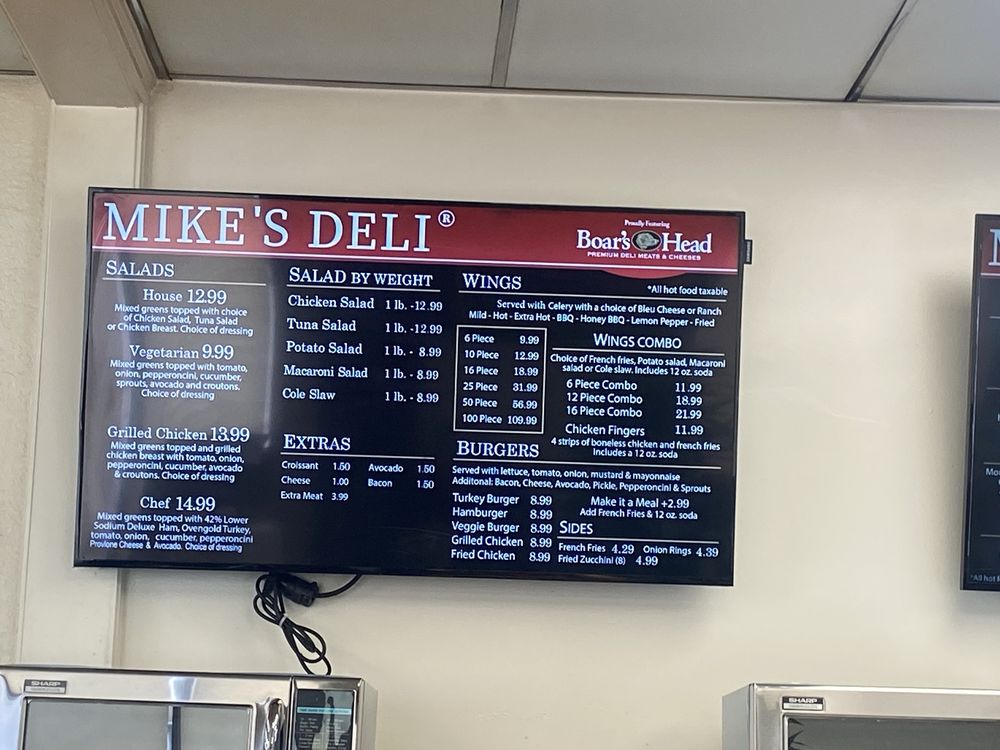 MIKE'S DELI®
Proudly Featuring
Boar's Head
PREMIUM DELI MEATS & CHEESES
SALADS
House 12.99
Mixed greens topped with choice
of Chicken Salad, Tuna Salad
or Chicken Breast. Choice of dressing
Vegetarian 9.99
Mixed greens topped with tomato,
onion, pepperoncini, cucumber,
sprouts, avocado and croutons.
Choice of dressing
Grilled Chicken 13.99
Mixed greens topped and grilled
chicken breast with tomato, onion,
pepperoncini, cucumber, avocado
& croutons. Choice of dressing
Chef 14.99
Mixed greens topped with 42% Lower
Sodium Deluxe Ham, Ovengold Turkey,
tomato, onion, cucumber, pepperoncini
Provlone Cheese & Avocado. Choice of dressing
SALAD BY WEIGHT
Chicken Salad 1 lb. -12.99
Tuna Salad 1 lb. -12.99
Potato Salad 1 lb. - 8.99
Macaroni Salad 1 lb. - 8.99
Cole Slaw 1 lb. - 8.99
EXTRAS
Croissant 1.50 Avocado 1.50
Cheese 1.00 Bacon 1.50
Extra Meat 3.99
WINGS
*All hot food taxable
Served with Celery with a choice of Bleu Cheese or Ranch
Mild - Hot - Extra Hot - BBQ - Honey BBQ - Lemon Pepper - Fried
6 Piece 9.99
10 Piece 12.99
16 Piece 18.99
25 Piece 31.99
50 Piece 56.99
100 Piece 109.99
WINGS COMBO
Choice of French fries, Potato salad, Macaroni
salad or Cole slaw. Includes 12 oz. soda
6 Piece Combo 11.99
12 Piece Combo 18.99
16 Piece Combo 21.99
Chicken Fingers 11.99
4 strips of boneless chicken and french fries
Includes a 12 oz. soda
BURGERS
Served with lettuce, tomato, onion, mustard & mayonnaise
Additonal: Bacon, Cheese, Avocado, Pickle, Pepperoncini & Sprouts
Turkey Burger 8.99
Hamburger 8.99
Veggie Burger 8.99
Grilled Chicken 8.99
Fried Chicken 8.99
Make it a Meal +2.99
Add French Fries & 12 oz. soda
SIDES
French Fries 4.29 Onion Rings 4.39
Fried Zucchini (8) 4.99
*All hot
SHARP
SHARP